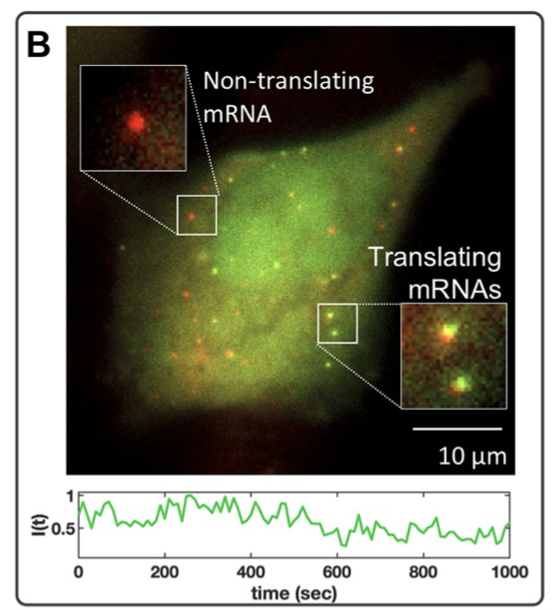 B
Non-translating
mRNA
Translating
mRNAs
10 µm
1
0.5
I(t)
0 200 400 600 800 1000
time (sec)